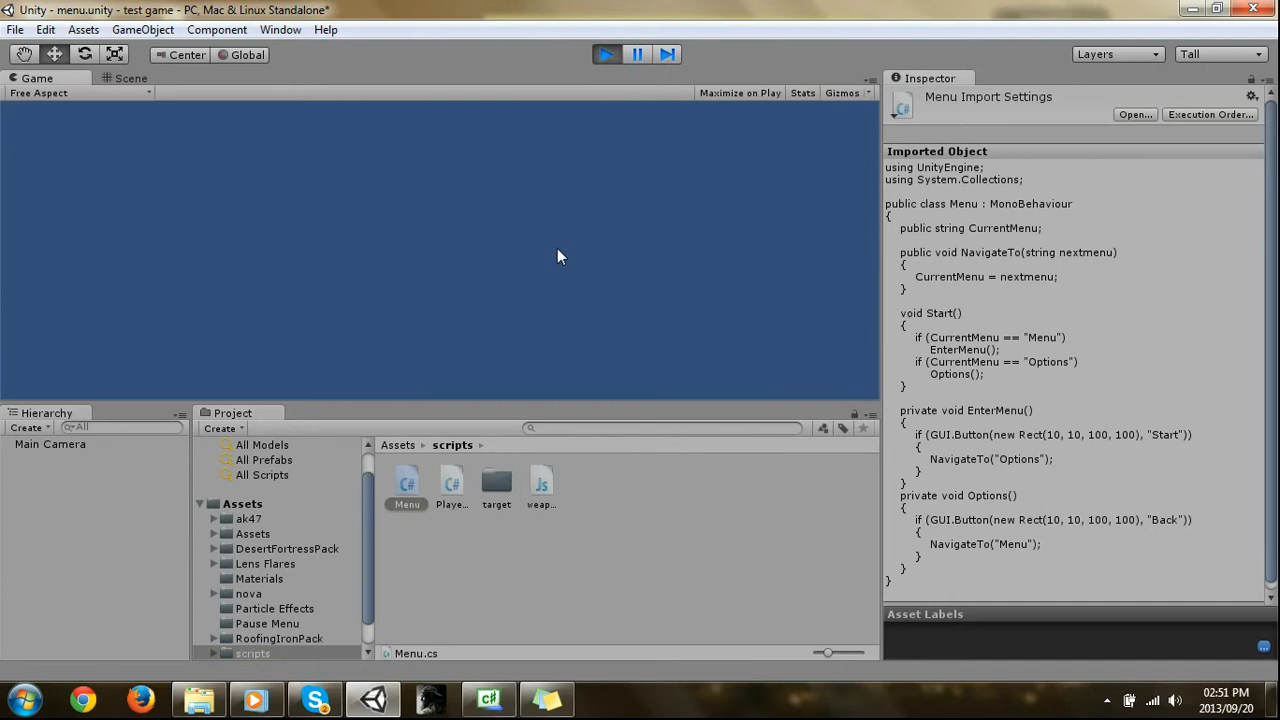 Unity - menu.unity - test game - PC, Mac & Linux Standalone*
File Edit Assets GameObject Component Window Help
Center Global Layers Tall
Game Scene
Free Aspect Maximize on Play Stats Gizmos
Inspector
Menu Import Settings
C#
Open... Execution Order...
Imported Object
using UnityEngine;
using System.Collections;
public class Menu : MonoBehaviour
{
public string CurrentMenu;
public void NavigateTo(string nextmenu)
{
CurrentMenu = nextmenu;
}
void Start()
{
if (CurrentMenu == "Menu")
EnterMenu();
if (CurrentMenu == "Options")
Options();
}
private void EnterMenu()
{
if (GUI.Button(new Rect(10, 10, 100, 100), "Start"))
{
NavigateTo("Options");
}
}
private void Options()
{
if (GUI.Button(new Rect(10, 10, 100, 100), "Back"))
{
NavigateTo("Menu");
}
}
}
Asset Labels
Hierarchy
Create All
Main Camera
Project
Create
All Models
All Prefabs
All Scripts
Assets
ak47
Assets
DesertFortressPack
Lens Flares
Materials
nova
Particle Effects
Pause Menu
RoofingIronPack
scripts
Assets scripts
C# C# Js
Menu Playe... target weap...
Menu.cs
02:51 PM
2013/09/20